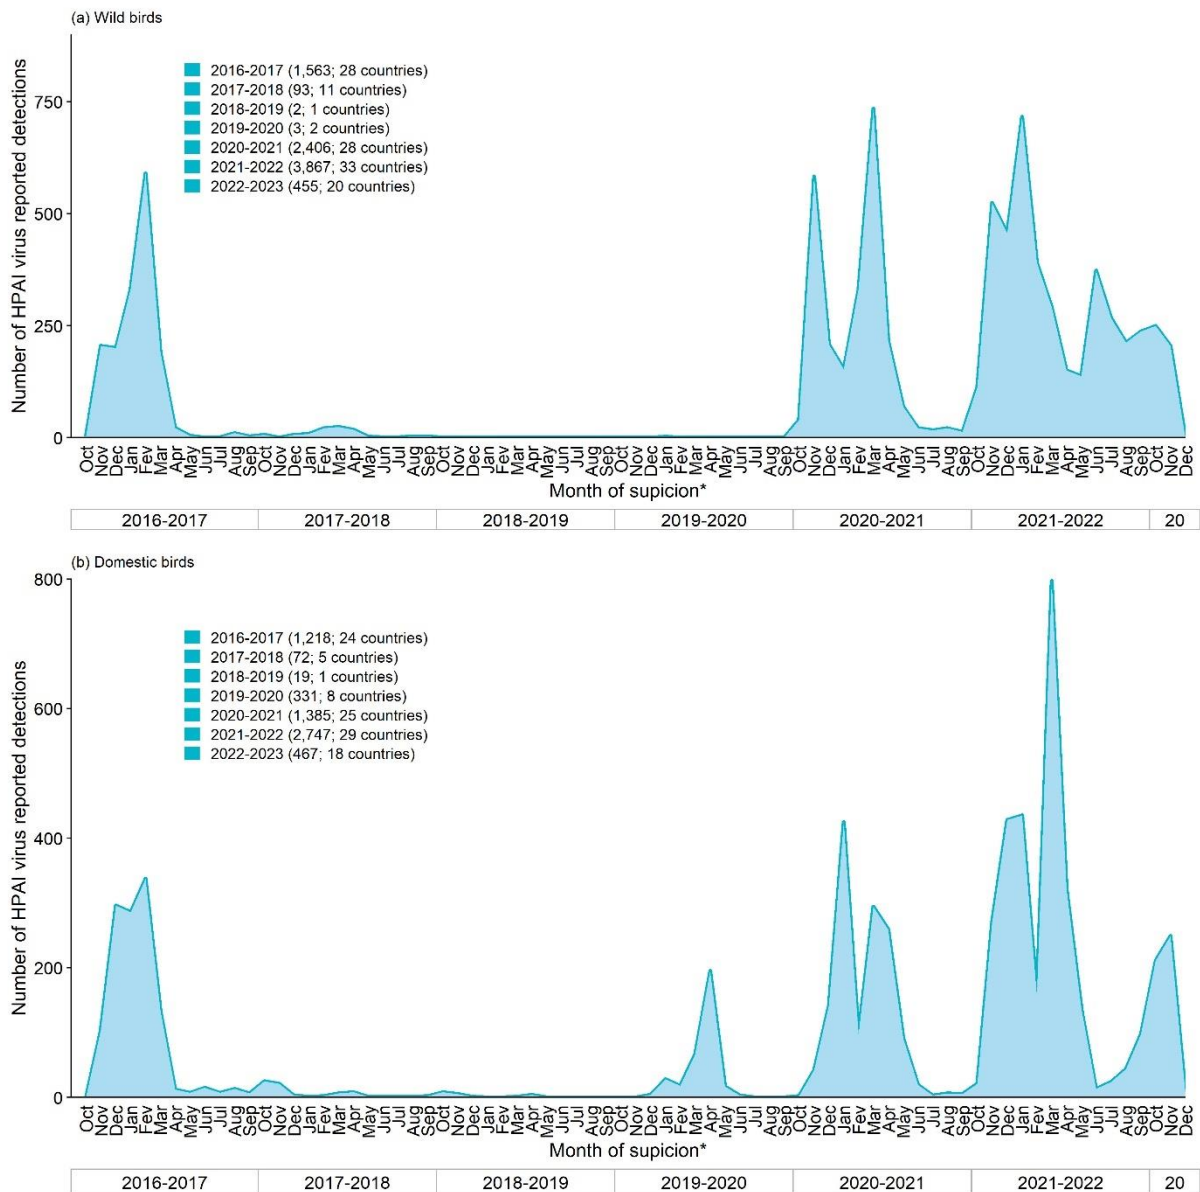 (a) Wild birds
Number of HPAI virus reported detections
750
500
250
0
2016-2017 (1,563; 28 countries)
2017-2018 (93; 11 countries)
2018-2019 (2; 1 countries)
2019-2020 (3; 2 countries)
2020-2021 (2,406; 28 countries)
2021-2022 (3,867; 33 countries)
2022-2023 (455; 20 countries)
Oct Nov Dec Jan Fev Mar Apr May Jun Jul Aug Sep Oct Nov Dec Jan Fev Mar Apr May Jun Jul Aug Sep Oct Nov Dec Jan Fev Mar Apr May Jun Jul Aug Sep Oct Nov Dec Jan Fev Mar Apr May Jun Jul Aug Sep Oct Nov Dec Jan Fev Mar Apr May Jun Jul Aug Sep Oct Nov Dec Jan Fev Mar Apr May Jun Jul Aug Sep Oct Nov Dec
Month of supicion*
2016-2017 2017-2018 2018-2019 2019-2020 2020-2021 2021-2022 20
(b) Domestic birds
Number of HPAI virus reported detections
800
600
400
200
0
2016-2017 (1,218; 24 countries)
2017-2018 (72; 5 countries)
2018-2019 (19; 1 countries)
2019-2020 (331; 8 countries)
2020-2021 (1,385; 25 countries)
2021-2022 (2,747; 29 countries)
2022-2023 (467; 18 countries)
Oct Nov Dec Jan Fev Mar Apr May Jun Jul Aug Sep Oct Nov Dec Jan Fev Mar Apr May Jun Jul Aug Sep Oct Nov Dec Jan Fev Mar Apr May Jun Jul Aug Sep Oct Nov Dec Jan Fev Mar Apr May Jun Jul Aug Sep Oct Nov Dec Jan Fev Mar Apr May Jun Jul Aug Sep Oct Nov Dec Jan Fev Mar Apr May Jun Jul Aug Sep Oct Nov Dec
Month of supicion*
2016-2017 2017-2018 2018-2019 2019-2020 2020-2021 2021-2022 20